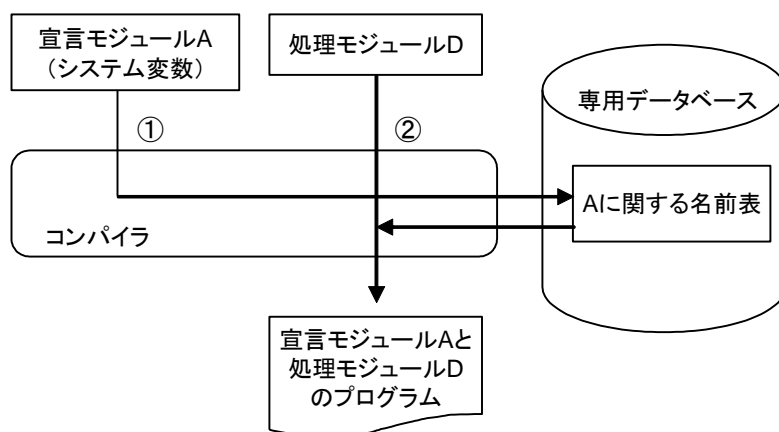 宣言モジュールA
（システム変数）
処理モジュールD
専用データベース
①
②
Aに関する名前表
コンパイラ
宣言モジュールAと
処理モジュールD
のプログラム